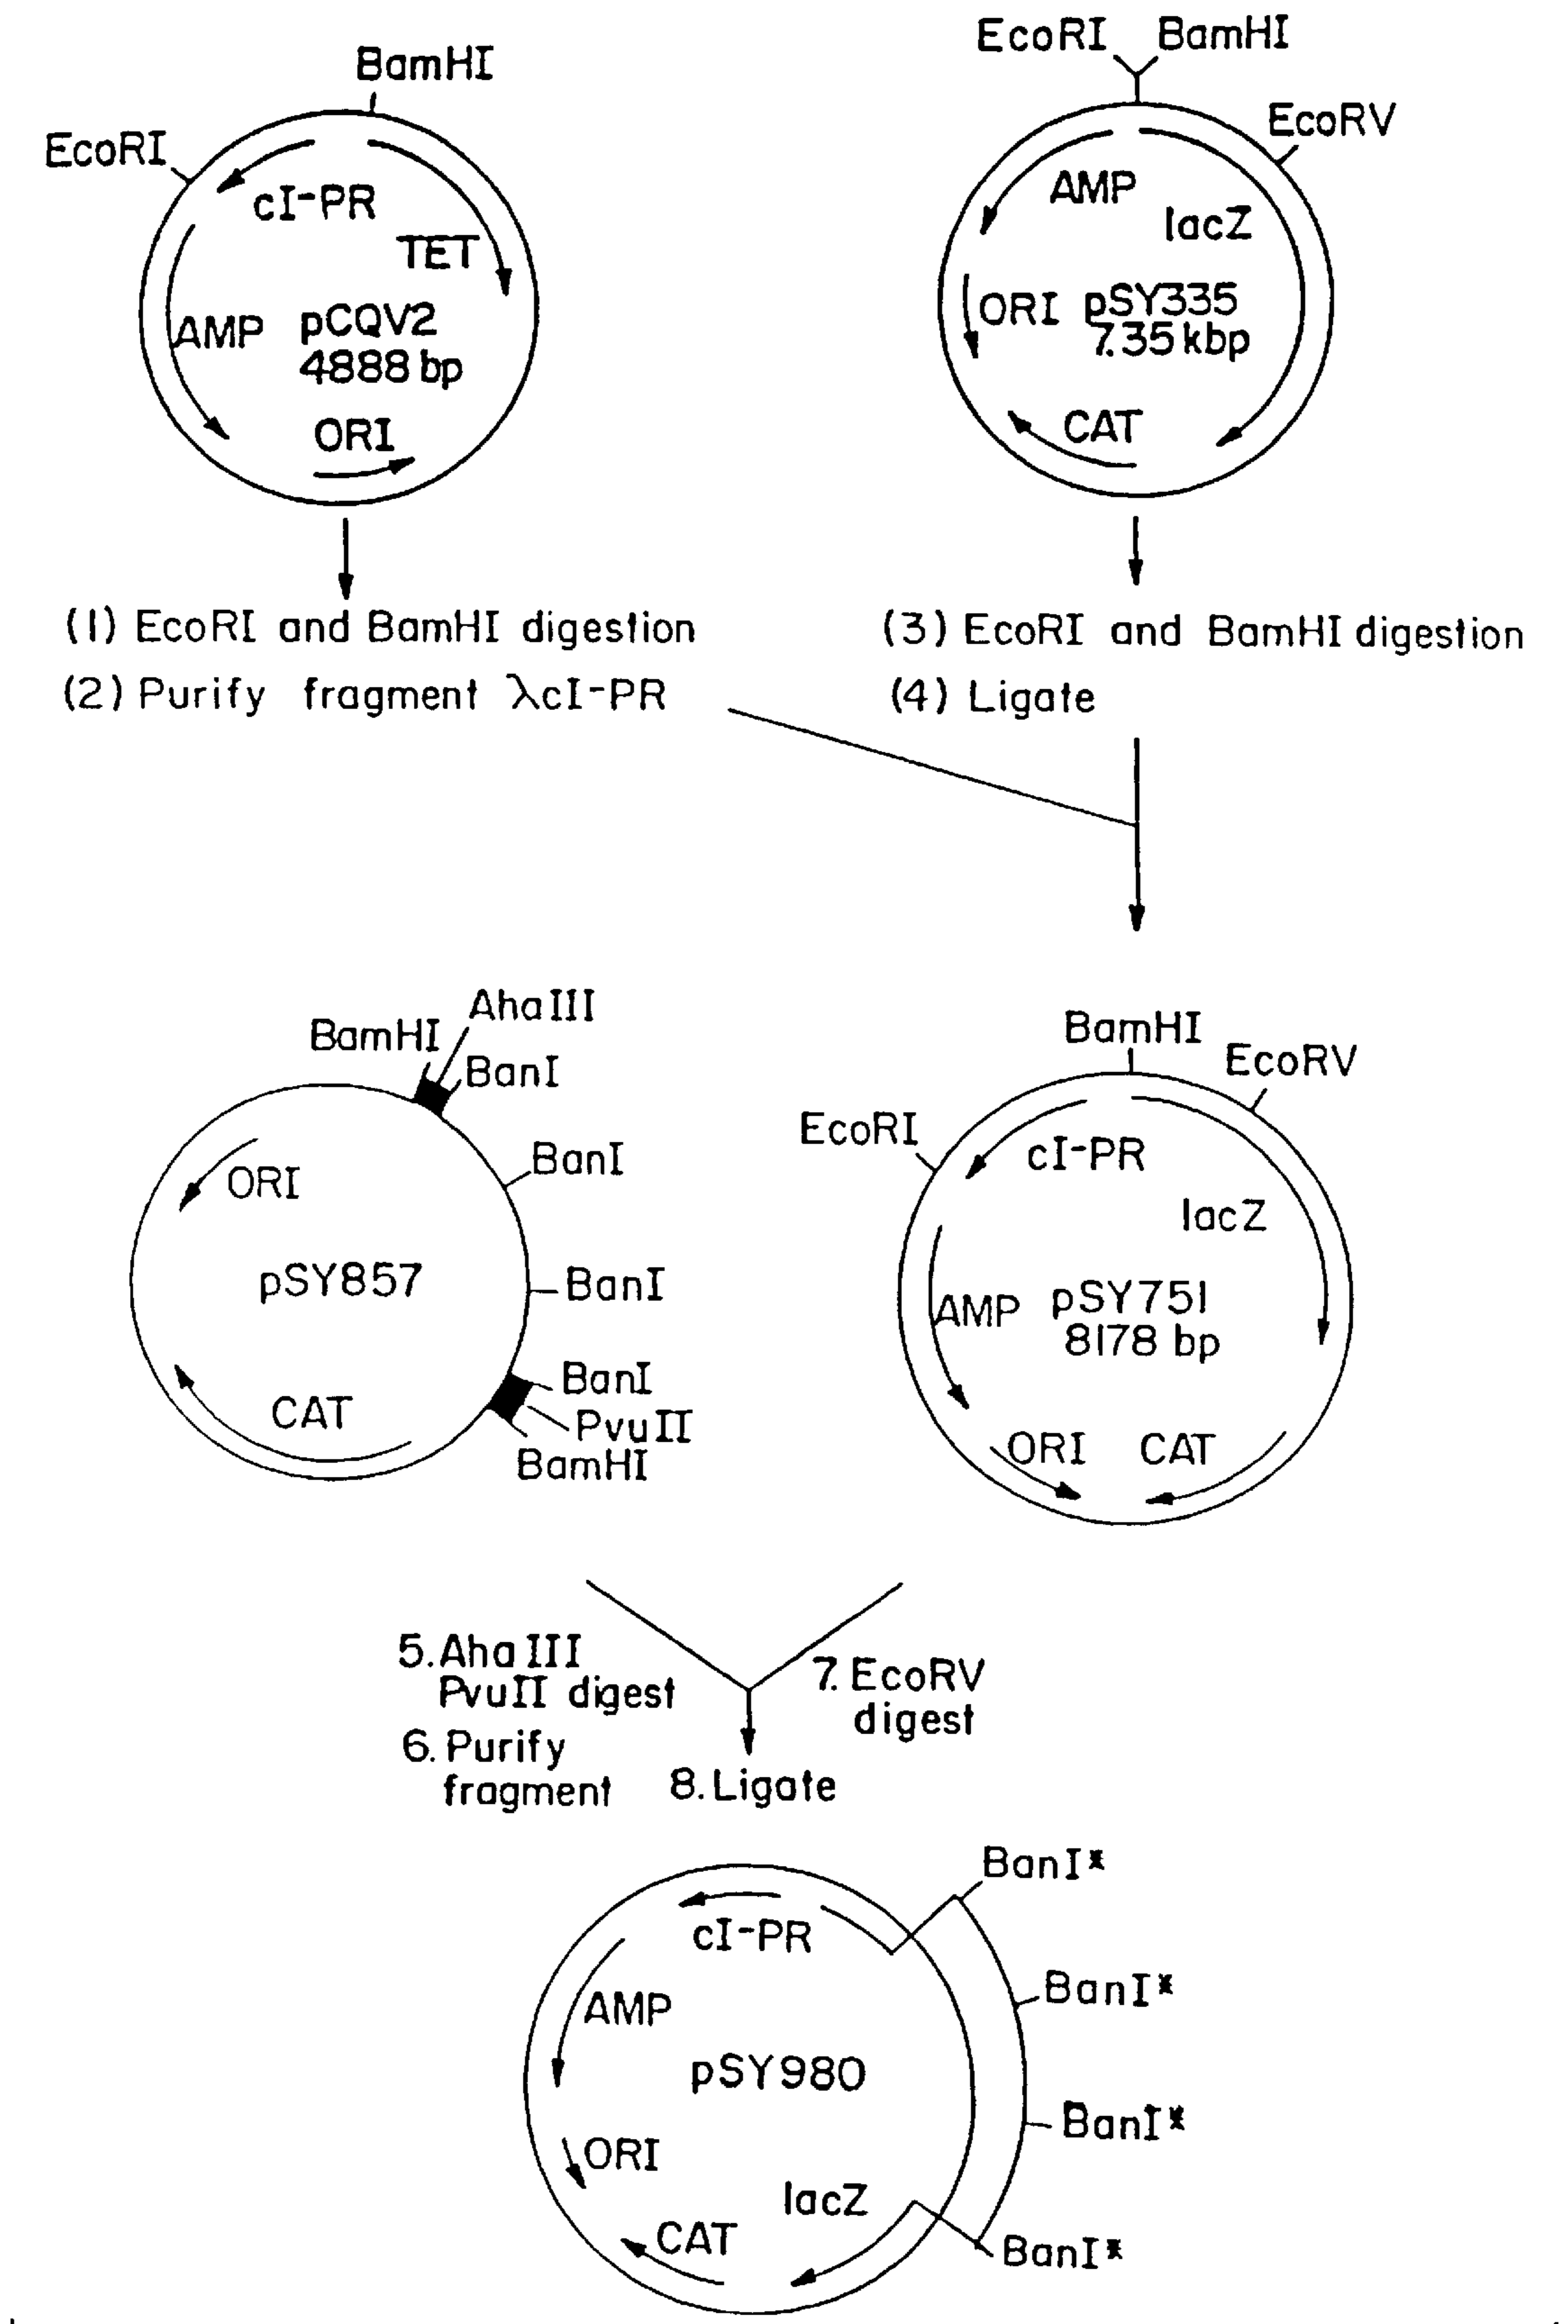 BamHI
EcoRI
cI-PR
TET
AMP
pCQV2
4888 bp
ORI
EcoRI
BamHI
EcoRV
AMP
lacZ
ORI
pSY335
7.35 kbp
CAT
(1) EcoRI and BamHI digestion
(2) Purify fragment λcI-PR
(3) EcoRI and BamHI digestion
(4) Ligate
AhaIII
BamHI
BanI
BanI
ORI
pSY857
BanI
BanI
CAT
PvuII
BamHI
BamHI
EcoRV
EcoRI
cI-PR
lacZ
AMP
pSY751
8178 bp
ORI
CAT
5. AhaIII
PvuII digest
6. Purify
fragment
7. EcoRV
digest
8. Ligate
BanI*
cI-PR
BanI*
AMP
pSY980
BanI*
ORI
lacZ
CAT
BanI*